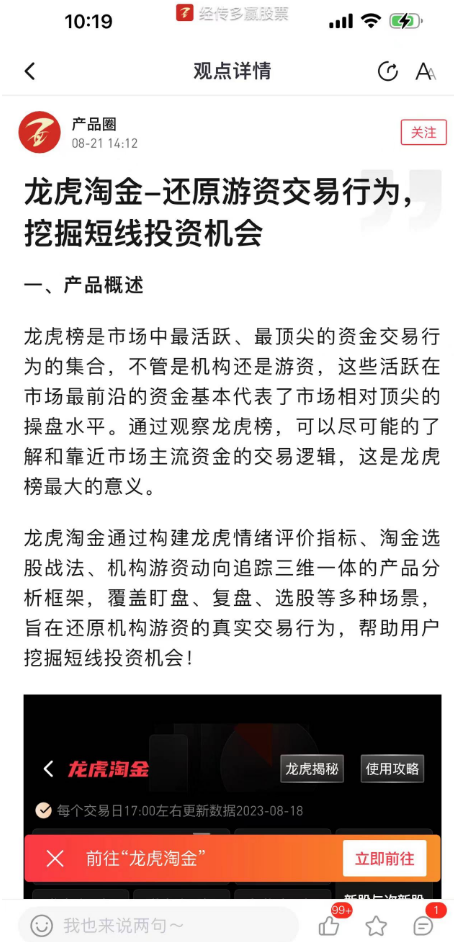 10:19
经传多赢股票
观点详情
产品圈
08-21 14:12
关注
龙虎淘金-还原游资交易行为，
挖掘短线投资机会
一、产品概述
龙虎榜是市场中最活跃、最顶尖的资金交易行
为的集合，不管是机构还是游资，这些活跃在
市场最前沿的资金基本代表了市场相对顶尖的
操盘水平。通过观察龙虎榜，可以尽可能的了
解和靠近市场主流资金的交易逻辑，这是龙虎
榜最大的意义。
龙虎淘金通过构建龙虎情绪评价指标、淘金选
股战法、机构游资动向追踪三维一体的产品分
析框架，覆盖盯盘、复盘、选股等多种场景，
旨在还原机构游资的真实交易行为，帮助用户
挖掘短线投资机会！
龙虎淘金
龙虎揭秘
使用攻略
每个交易日17:00左右更新数据2023-08-18
前往“龙虎淘金”
立即前往
新股与次新股
我也来说两句～
99+
1